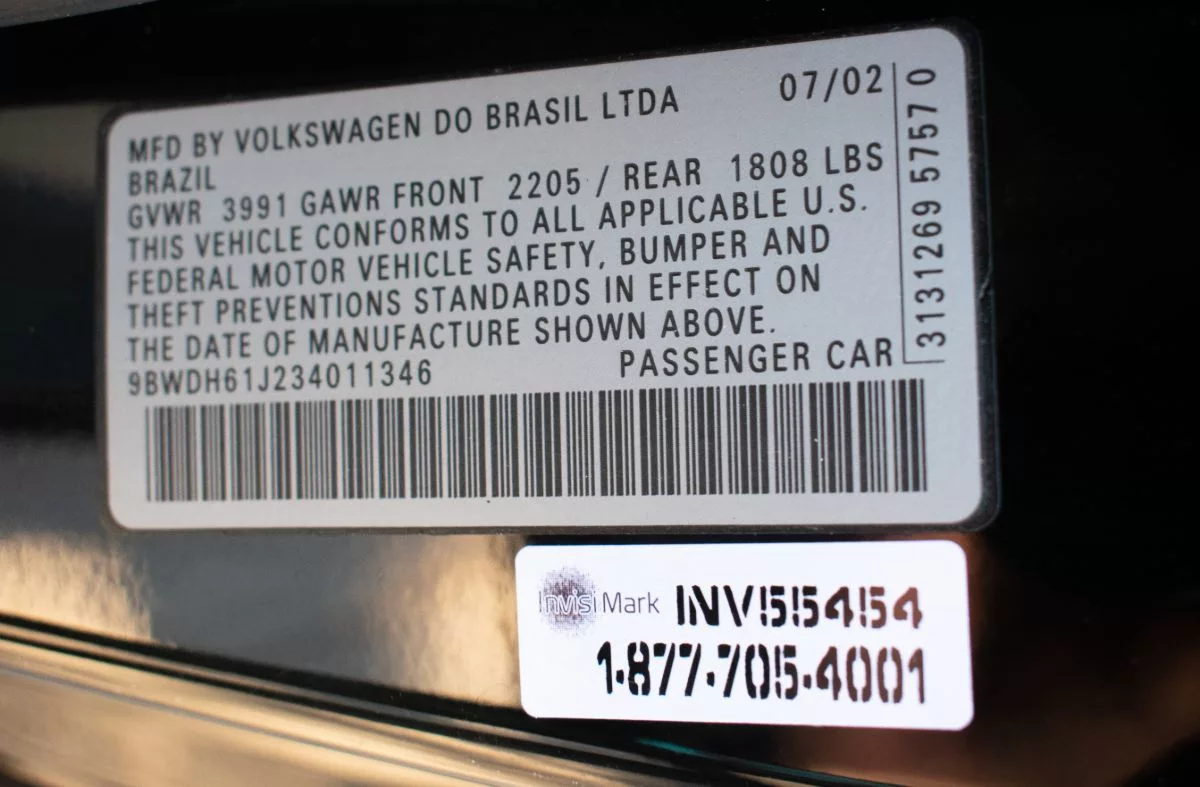 MFD BY VOLKSWAGEN DO BRASIL LTDA 07/02
BRAZIL
GVWR 3991 GAWR FRONT 2205 / REAR 1808 LBS
THIS VEHICLE CONFORMS TO ALL APPLICABLE U.S.
FEDERAL MOTOR VEHICLE SAFETY, BUMPER AND
THEFT PREVENTIONS STANDARDS IN EFFECT ON
THE DATE OF MANUFACTURE SHOWN ABOVE.
9BWDH61J234011346 PASSENGER CAR
3131269 5757 0
InvisiMark INV55454
1-877-705-4001